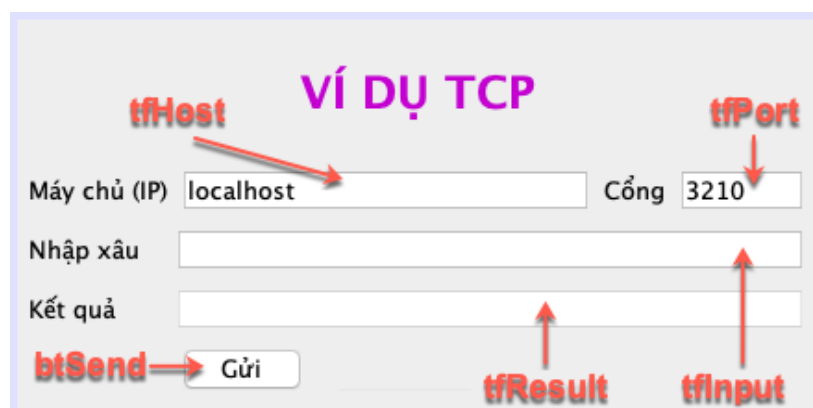 VÍ DỤ TCP
tfHost
tfPort
Máy chủ (IP) localhost Cổng 3210
Nhập xâu
Kết quả
btSend Gửi
tfResult tfInput